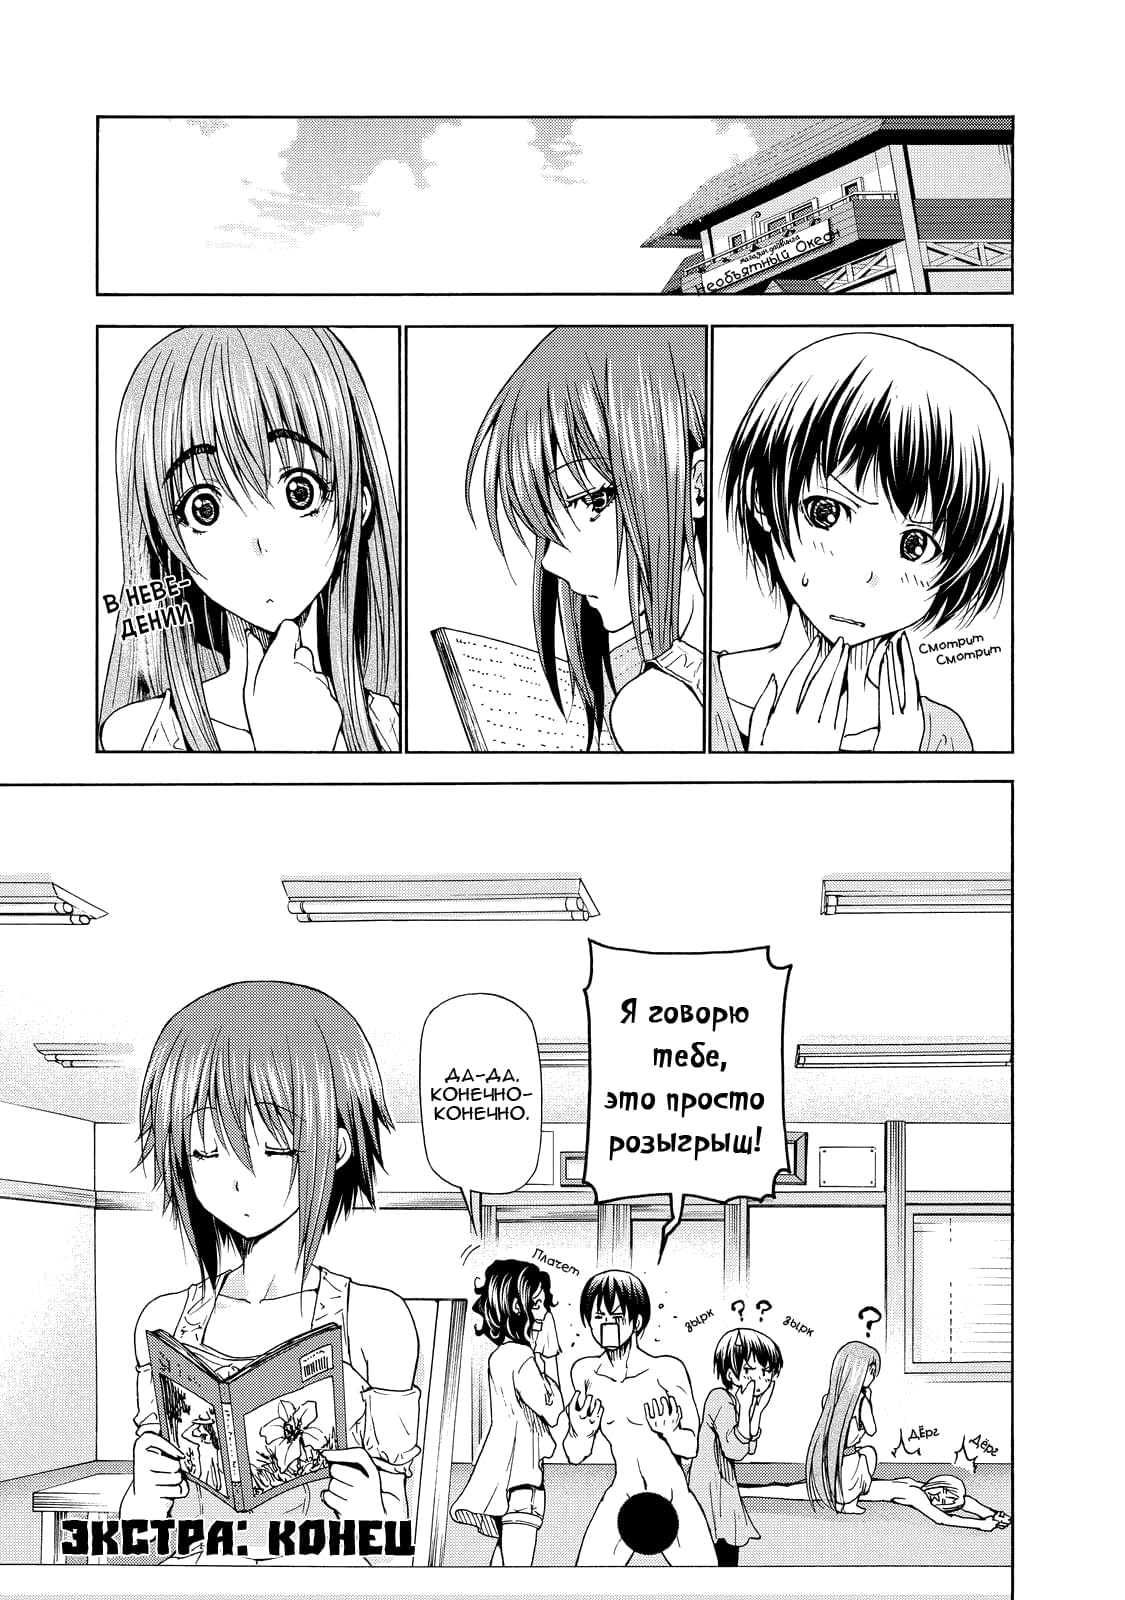 магазин дайвинга
Необъятный Океан
Смотрит
Смотрит
В НЕВЕ-
ДЕНИИ
Я говорю
тебе,
это просто
розыгрыш!
ДА-ДА,
КОНЕЧНО-
КОНЕЧНО.
Плачет
зырк
? ?
зырк
?
Дёрг
Дёрг
ЭКСТРА: КОНЕЦ